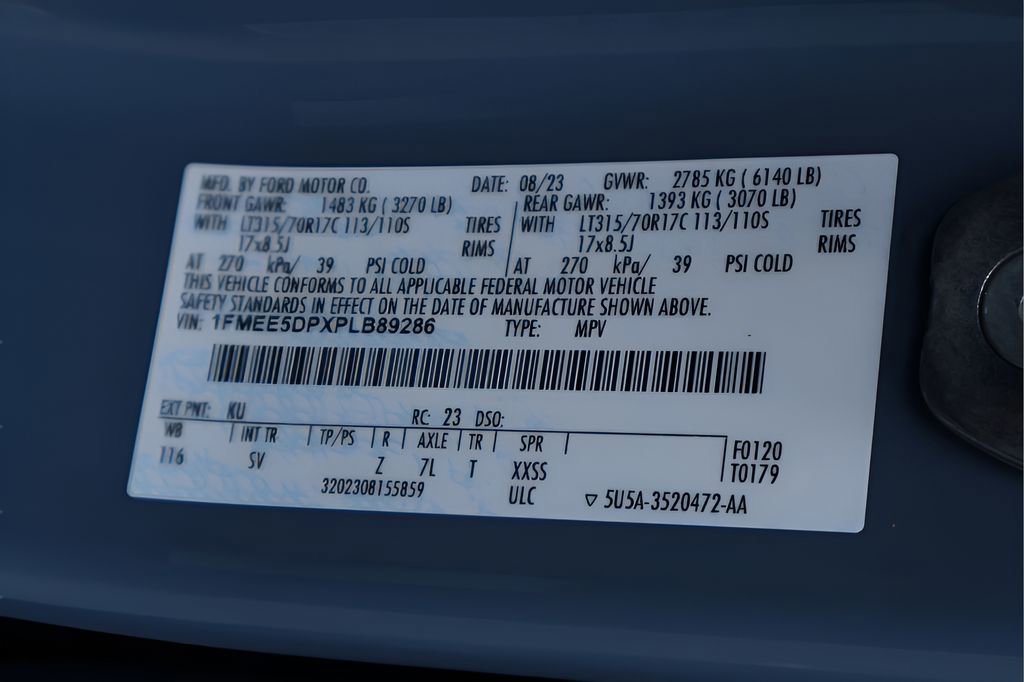 MFD. BY FORD MOTOR CO. DATE: 08/23 GVWR: 2785 KG ( 6140 LB)
FRONT GAWR: 1483 KG ( 3270 LB) REAR GAWR: 1393 KG ( 3070 LB)
WITH LT315/70R17C 113/110S TIRES WITH LT315/70R17C 113/110S TIRES
17x8.5J RIMS 17x8.5J RIMS
AT 270 kPa/ 39 PSI COLD AT 270 kPa/ 39 PSI COLD
THIS VEHICLE CONFORMS TO ALL APPLICABLE FEDERAL MOTOR VEHICLE
SAFETY STANDARDS IN EFFECT ON THE DATE OF MANUFACTURE SHOWN ABOVE.
VIN: 1FMEE5DPXPLB89286 TYPE: MPV
EXT PNT: KU RC: 23 DSO:
WB INT TR TP/PS R AXLE TR SPR F0120
116 SV Z 7L T XXSS T0179
3202308155859 ULC ▽ 5U5A-3520472-AA